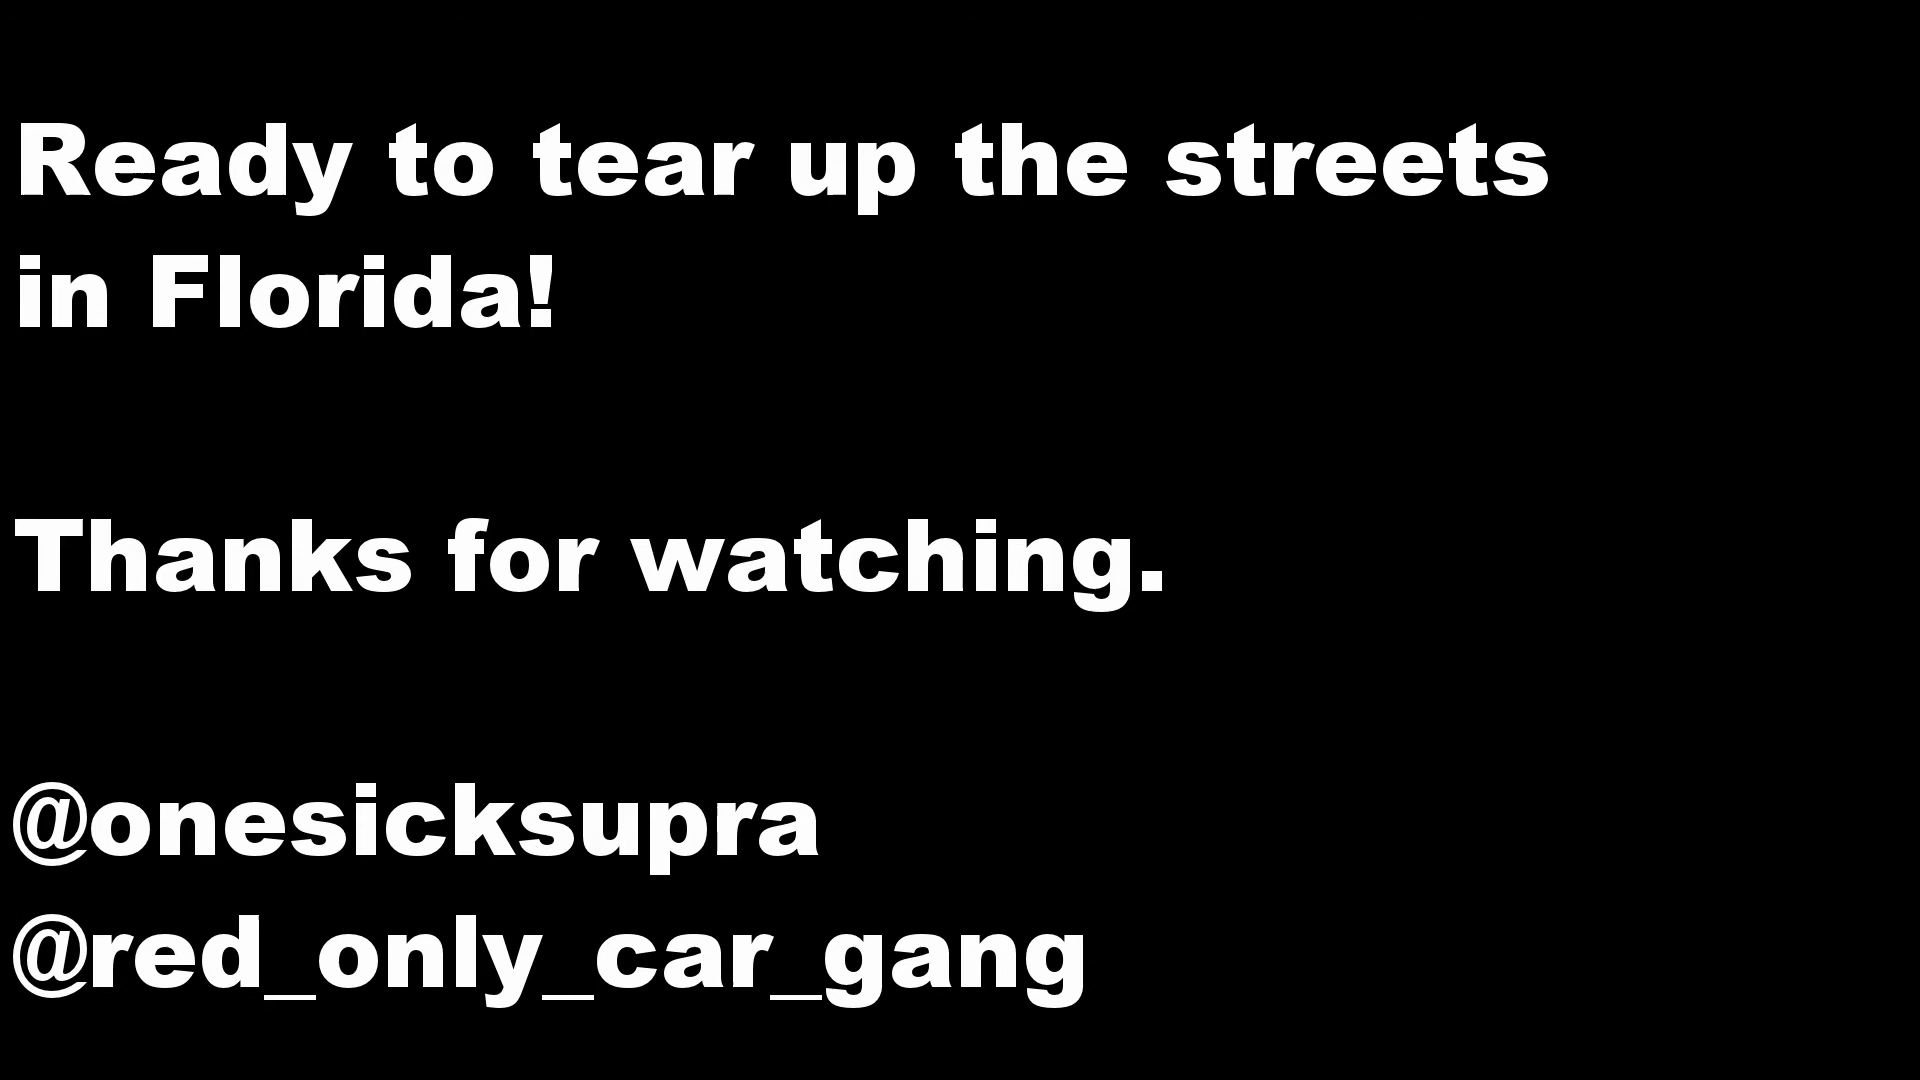 Ready to tear up the streets
in Florida!
Thanks for watching.
@onesicksupra
@red_only_car_gang